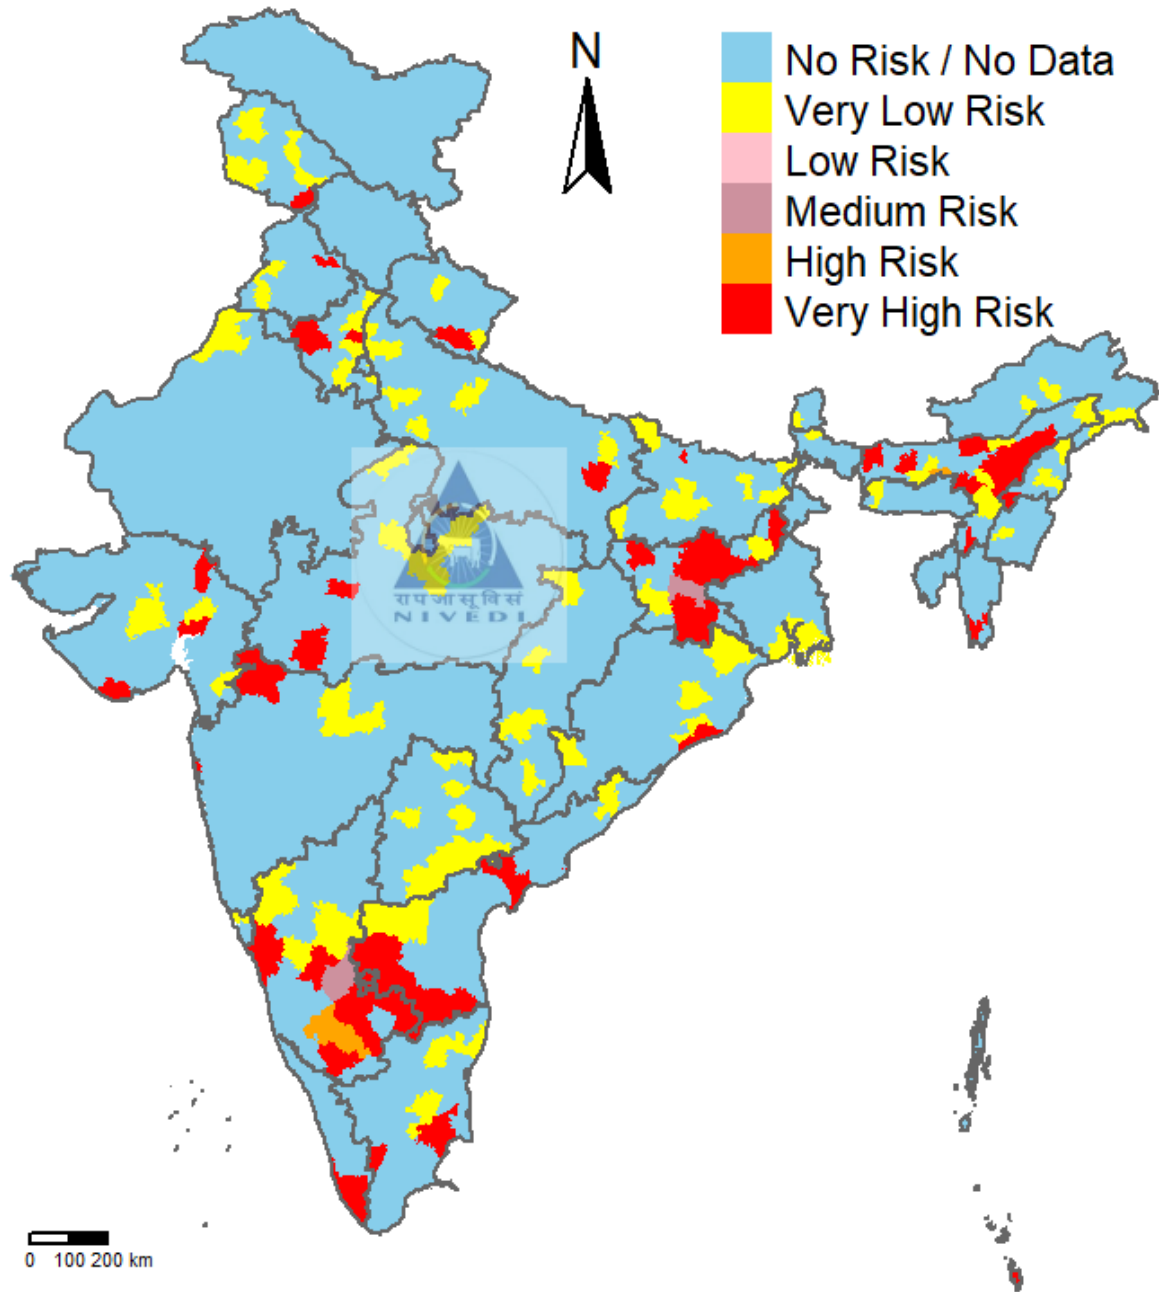 N
No Risk / No Data
Very Low Risk
Low Risk
Medium Risk
High Risk
Very High Risk
रापजासूविसं
NIVEDI
0 100 200 km